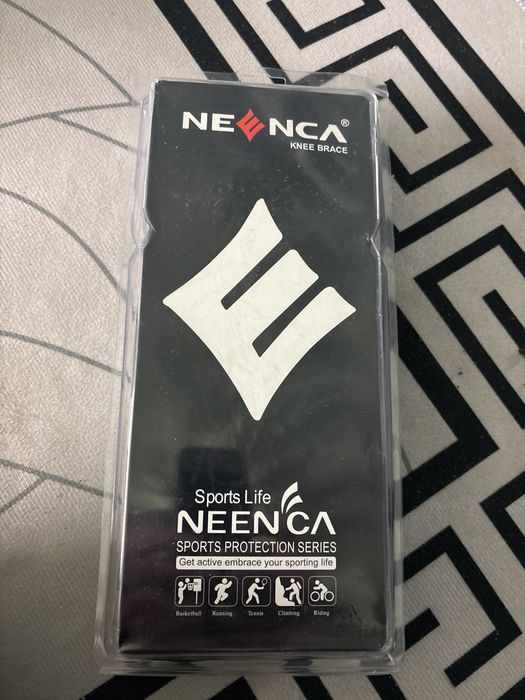 NEENCA®
KNEE BRACE
Sports Life
NEENCA
SPORTS PROTECTION SERIES
Get active embrace your sporting life
Basketball Running Tennis Climbing Riding